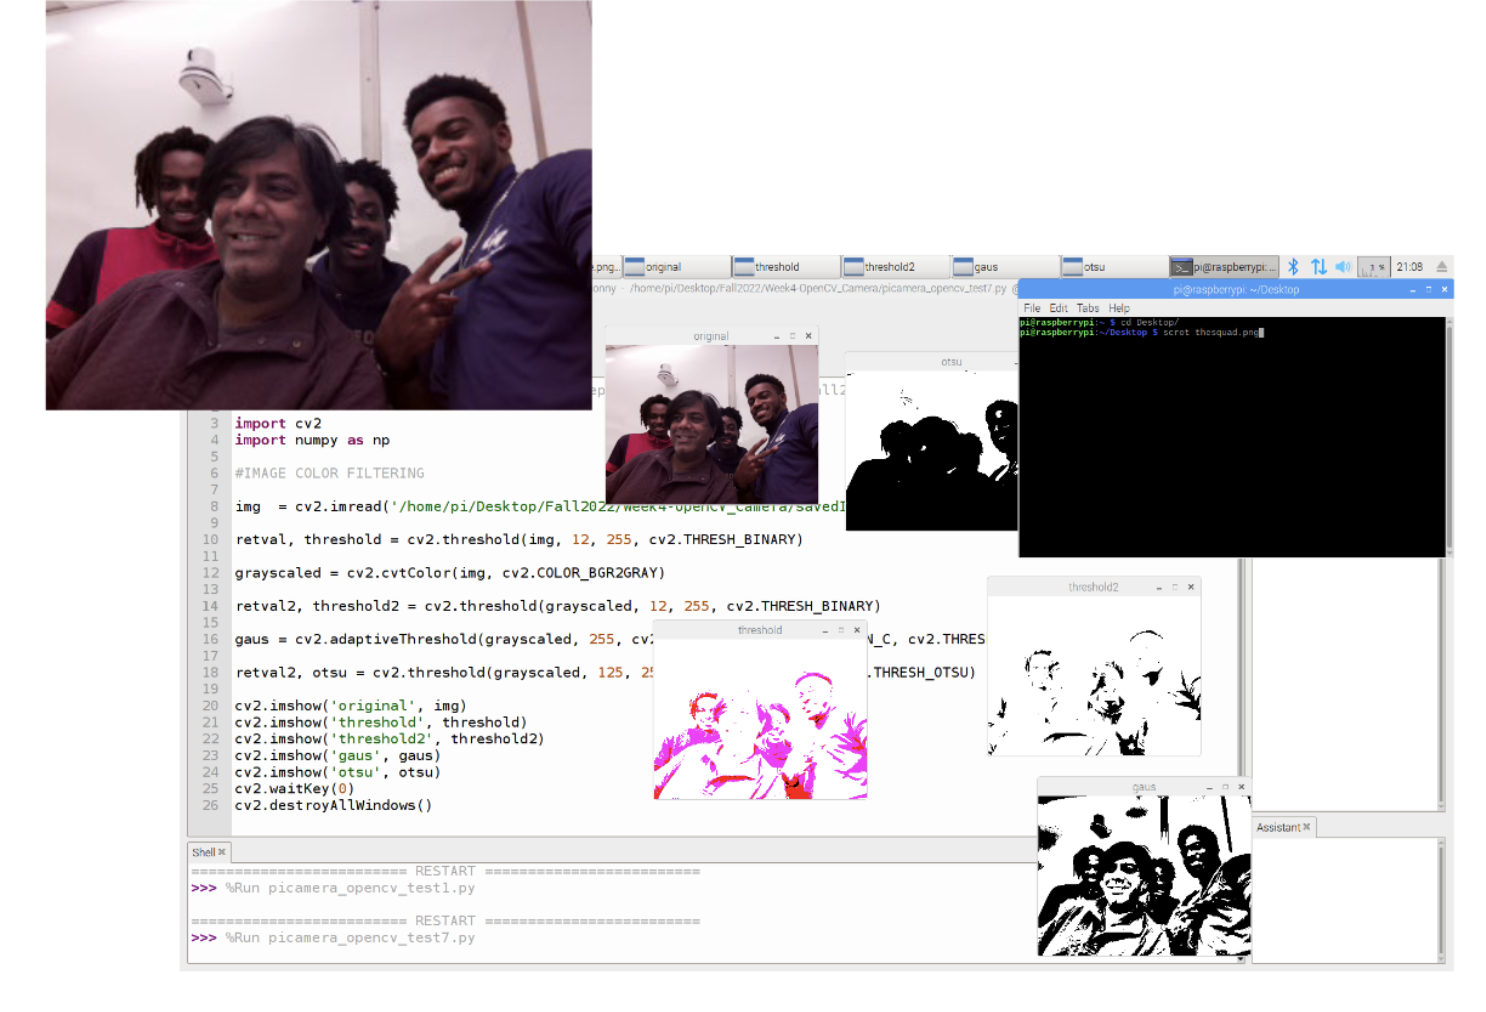 .png...
original
threshold
threshold2
gaus
otsu
pi@raspberrypi: ...
1 %
21:08
onny - /home/pi/Desktop/Fall2022/Week4-OpenCV_Camera/picamera_opencv_test7.py @
pi@raspberrypi: ~/Desktop
File Edit Tabs Help
pi@raspberrypi:~ $ cd Desktop/
pi@raspberrypi:~/Desktop $ scrot thesquad.png
original
otsu
3 import cv2
4 import numpy as np
5
6 #IMAGE COLOR FILTERING
7
8 img = cv2.imread('/home/pi/Desktop/Fall2022/Week4-OpenCV_Camera/savedI
9
10 retval, threshold = cv2.threshold(img, 12, 255, cv2.THRESH_BINARY)
11
12 grayscaled = cv2.cvtColor(img, cv2.COLOR_BGR2GRAY)
13
14 retval2, threshold2 = cv2.threshold(grayscaled, 12, 255, cv2.THRESH_BINARY)
15
16 gaus = cv2.adaptiveThreshold(grayscaled, 255, cv2 N_C, cv2.THRES
17
18 retval2, otsu = cv2.threshold(grayscaled, 125, 25 .THRESH_OTSU)
19
20 cv2.imshow('original', img)
21 cv2.imshow('threshold', threshold)
22 cv2.imshow('threshold2', threshold2)
23 cv2.imshow('gaus', gaus)
24 cv2.imshow('otsu', otsu)
25 cv2.waitKey(0)
26 cv2.destroyAllWindows()
threshold2
threshold
gaus
Assistant
Shell
========================= RESTART =========================
>>> %Run picamera_opencv_test1.py
========================= RESTART =========================
>>> %Run picamera_opencv_test7.py